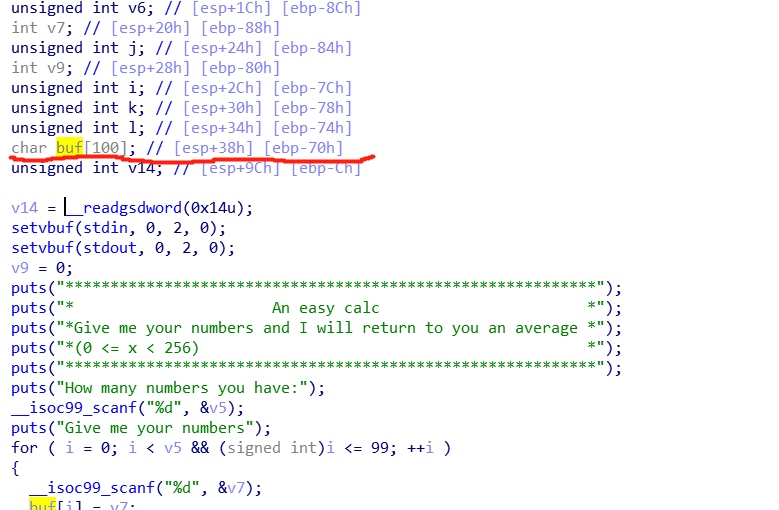 unsigned int v6; // [esp+1Ch] [ebp-8Ch]
int v7; // [esp+20h] [ebp-88h]
unsigned int j; // [esp+24h] [ebp-84h]
int v9; // [esp+28h] [ebp-80h]
unsigned int i; // [esp+2Ch] [ebp-7Ch]
unsigned int k; // [esp+30h] [ebp-78h]
unsigned int l; // [esp+34h] [ebp-74h]
char buf[100]; // [esp+38h] [ebp-70h]
unsigned int v14; // [esp+9Ch] [ebp-Ch]
v14 = __readgsdword(0x14u);
setvbuf(stdin, 0, 2, 0);
setvbuf(stdout, 0, 2, 0);
v9 = 0;
puts("***********************************************************");
puts("*                      An easy calc                       *");
puts("*Give me your numbers and I will return to you an average *");
puts("*(0 <= x < 256)                                           *");
puts("***********************************************************");
puts("How many numbers you have:");
__isoc99_scanf("%d", &v5);
puts("Give me your numbers");
for ( i = 0; i < v5 && (signed int)i <= 99; ++i )
{
__isoc99_scanf("%d", &v7);
buf[i] = v7;